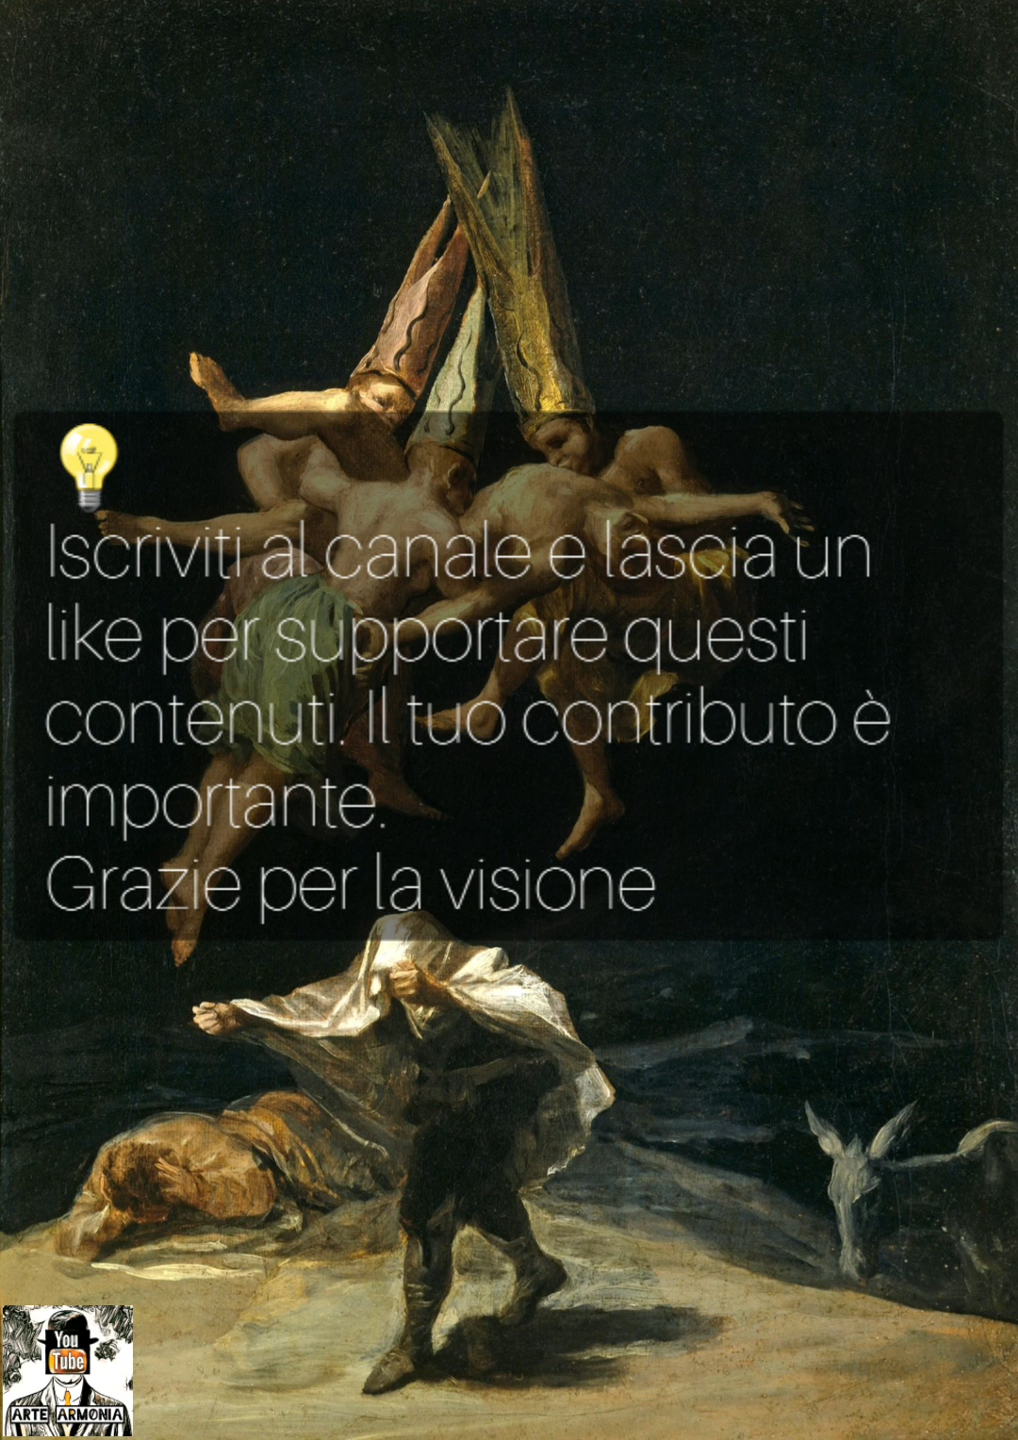 Iscriviti al canale e lascia un
like per supportare questi
contenuti. Il tuo contributo è
importante.
Grazie per la visione
You
Tube
ARTE ARMONIA